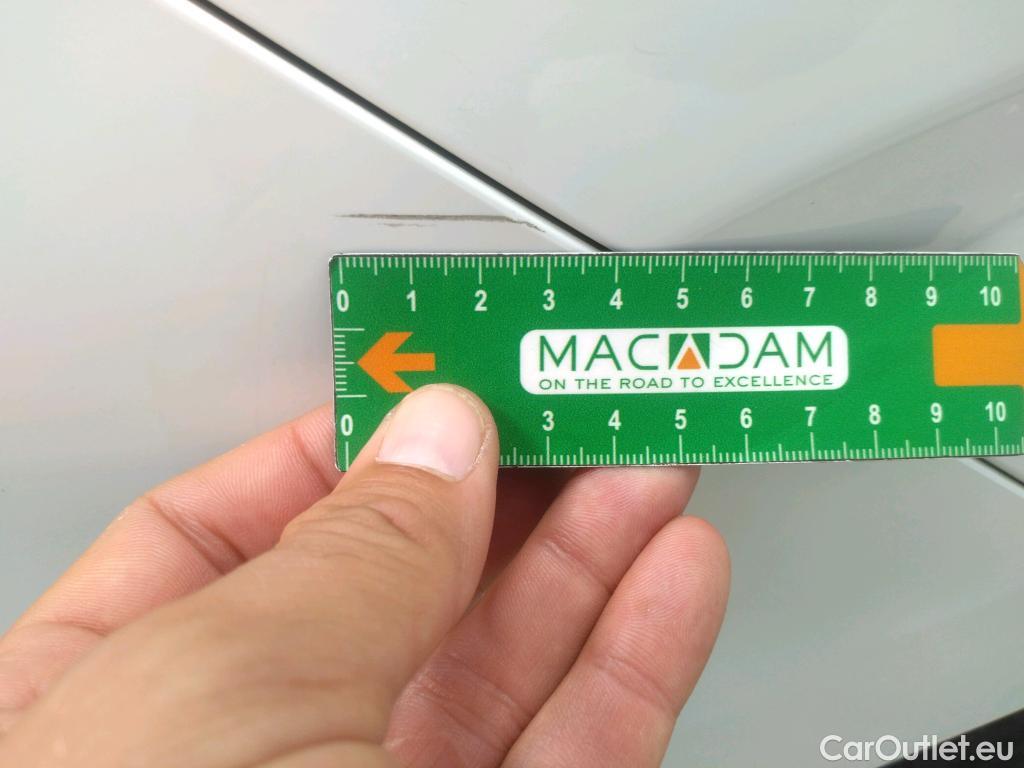 0 1 2 3 4 5 6 7 8 9 10
MACADAM
ON THE ROAD TO EXCELLENCE
0 3 4 5 6 7 8 9 10
CarOutlet.eu